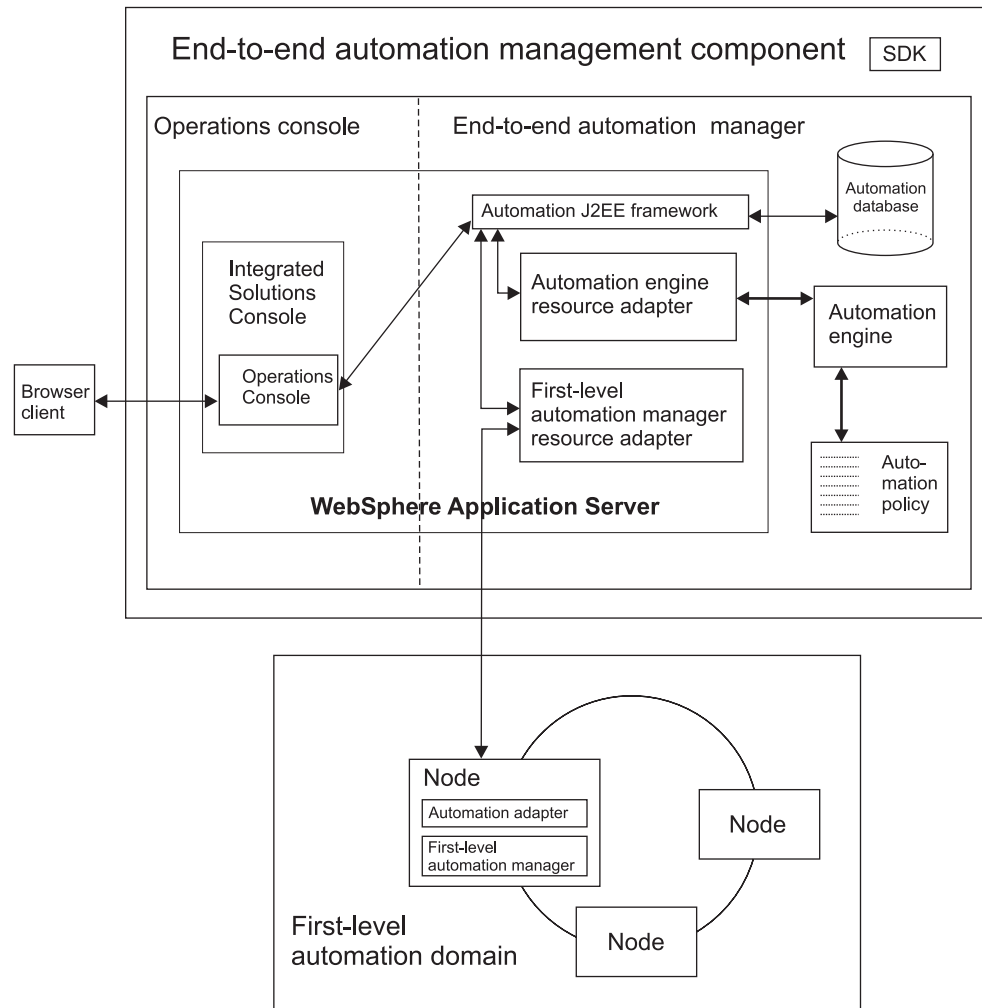 End-to-end automation management component
SDK
Operations console
End-to-end automation manager
Automation J2EE framework
Automation
database
Integrated
Solutions
Console
Automation engine
resource adapter
Automation
engine
Browser
client
Operations
Console
First-level
automation manager
resource adapter
Auto-
mation
policy
WebSphere Application Server
Node
Automation adapter
First-level
automation manager
Node
Node
First-level
automation domain